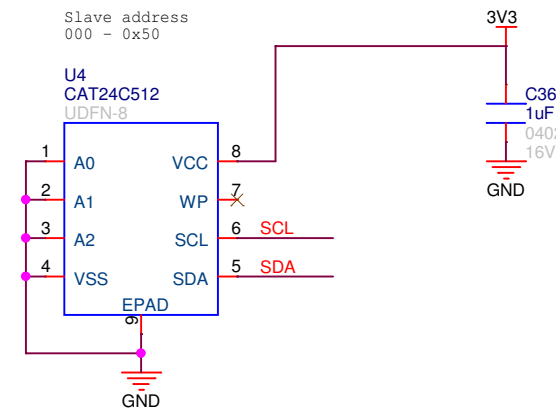 Slave address
000 - 0x50
3V3
U4
CAT24C512
UDFN-8
C36
1uF
0402
16V
GND
1 A0 VCC 8
2 A1 WP 7
3 A2 SCL 6 SCL
4 VSS SDA 5 SDA
EPAD
9
GND